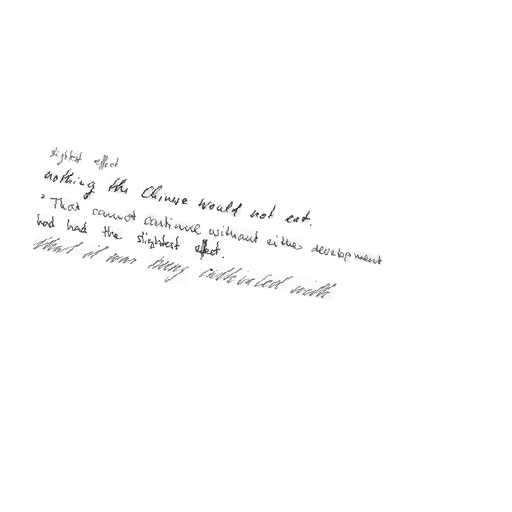 slightest effect
nothing the Chinese would not eat.
" That cannot continue without either development
had had the slightest effect.
that it was being cultivated with